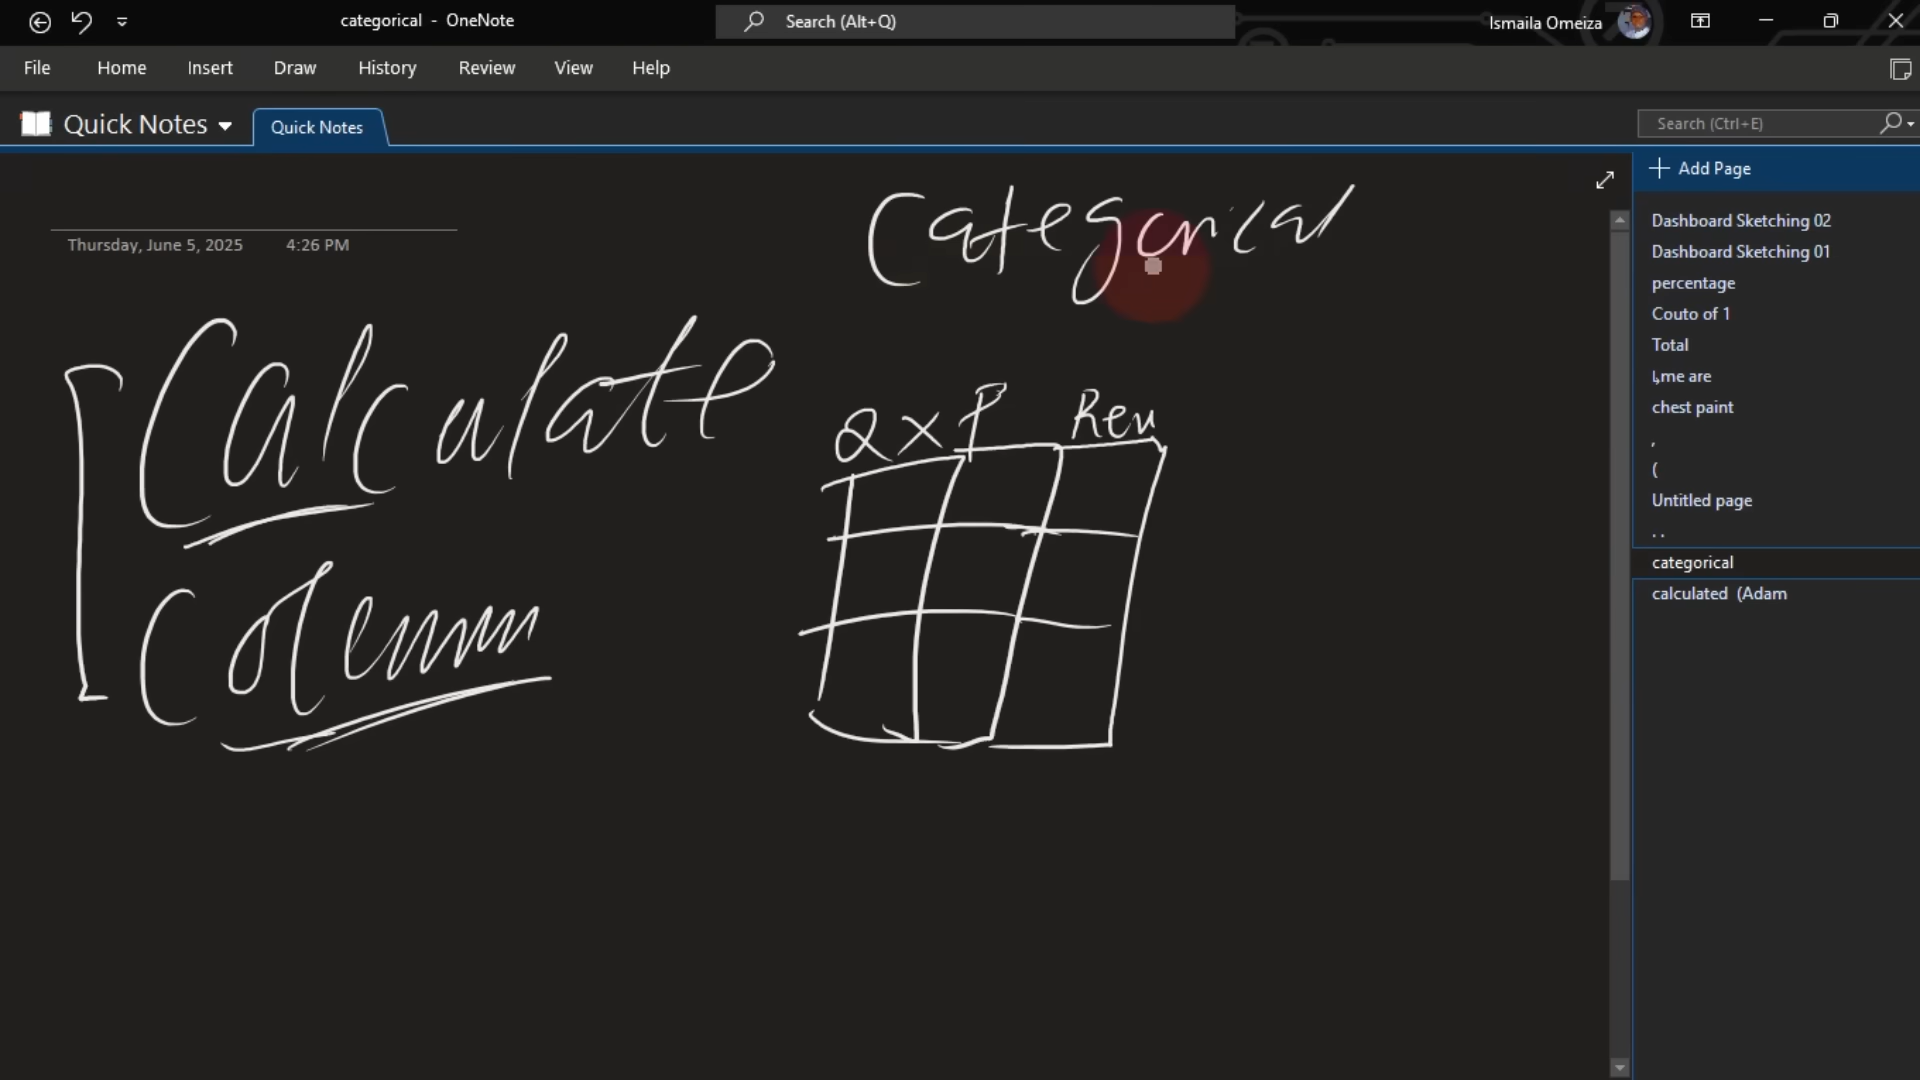 categorical - OneNote
Search (Alt+Q)
Ismaila Omeiza
File Home Insert Draw History Review View Help
Quick Notes
Quick Notes
Search (Ctrl+E)
Add Page
Thursday, June 5, 2025 4:26 PM
Categorical
Calculate
Column
Q X P Rev
Dashboard Sketching 02
Dashboard Sketching 01
percentage
Couto of 1
Total
Lme are
chest paint
,
(
Untitled page
. .
categorical
calculated (Adam